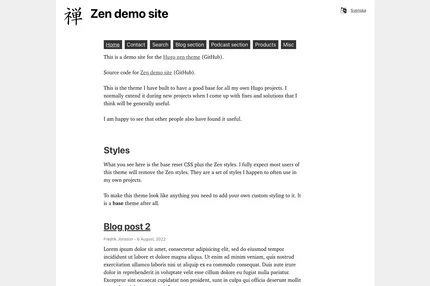 禅 Zen demo site
Svenska
Home Contact Search Blog section Podcast section Products Misc
This is a demo site for the Hugo zen theme (GitHub).
Source code for Zen demo site (GitHub).
This is the theme I have built to have a good base for all my own Hugo projects. I
normally extend it during new projects when I come up with fixes and solutions that I
think will be generally useful.
I am happy to see that other people also have found it useful.
Styles
What you see here is the base reset CSS plus the Zen styles. I fully expect most users of
this theme will remove the Zen styles. They are a set of styles I happen to often use in
my own projects.
To make this theme look like anything you need to add your own custom styling to it. It
is a base theme after all.
Blog post 2
Fredrik Jonsson - 6 August, 2022
Lorem ipsum dolor sit amet, consectetur adipisicing elit, sed do eiusmod tempor
incididunt ut labore et dolore magna aliqua. Ut enim ad minim veniam, quis nostrud
exercitation ullamco laboris nisi ut aliquip ex ea commodo consequat. Duis aute irure
dolor in reprehenderit in voluptate velit esse cillum dolore eu fugiat nulla pariatur.
Excepteur sint occaecat cupidatat non proident, sunt in culpa qui officia deserunt mollit